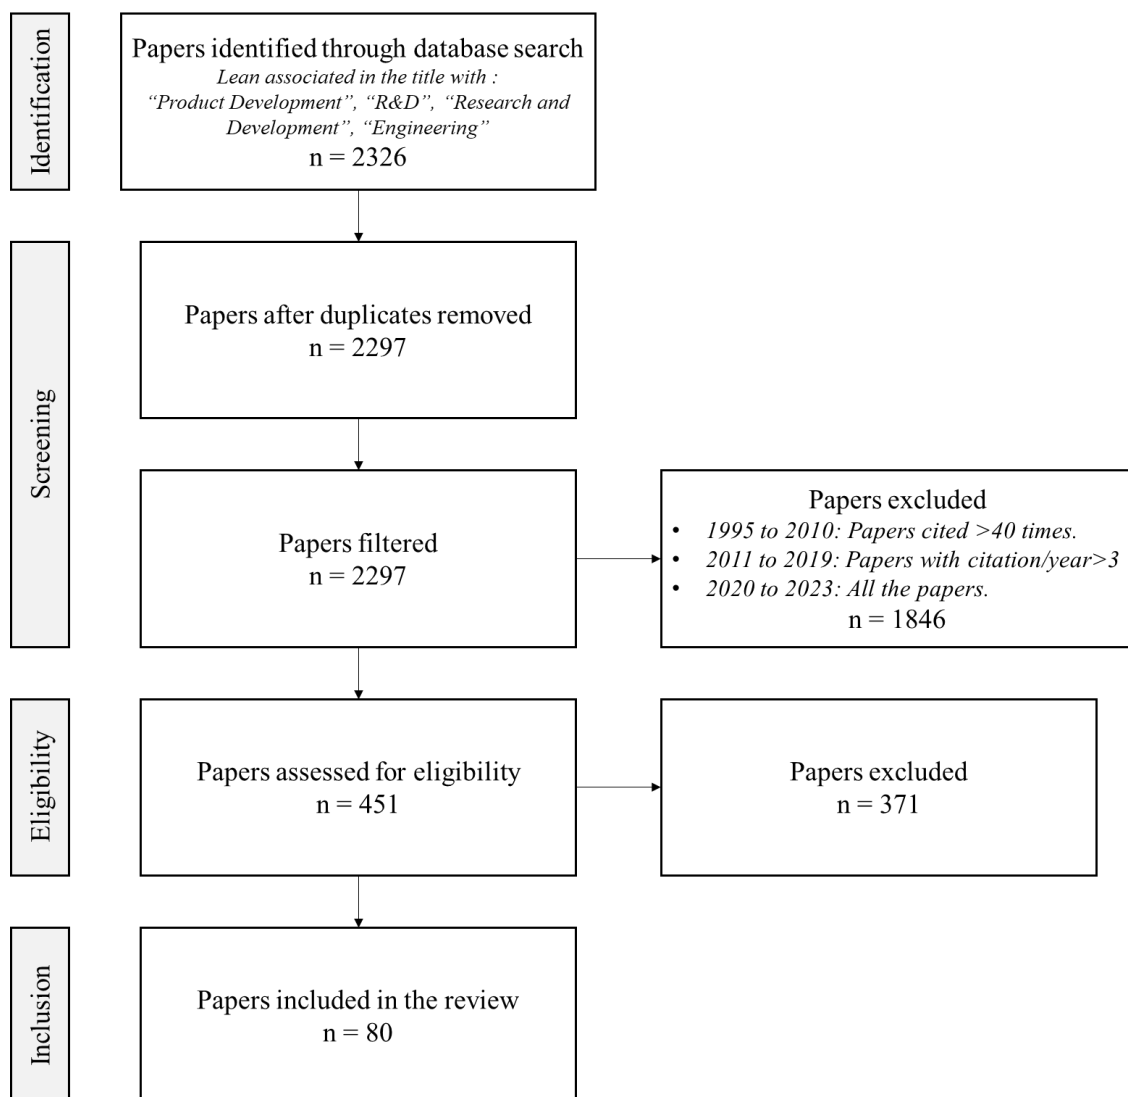 Identification
Papers identified through database search
Lean associated in the title with :
“Product Development”, “R&D”, “Research and
Development”, “Engineering”
n = 2326
Screening
Papers after duplicates removed
n = 2297
Papers filtered
n = 2297
Papers excluded
• 1995 to 2010: Papers cited >40 times.
• 2011 to 2019: Papers with citation/year>3
• 2020 to 2023: All the papers.
n = 1846
Eligibility
Papers assessed for eligibility
n = 451
Papers excluded
n = 371
Inclusion
Papers included in the review
n = 80